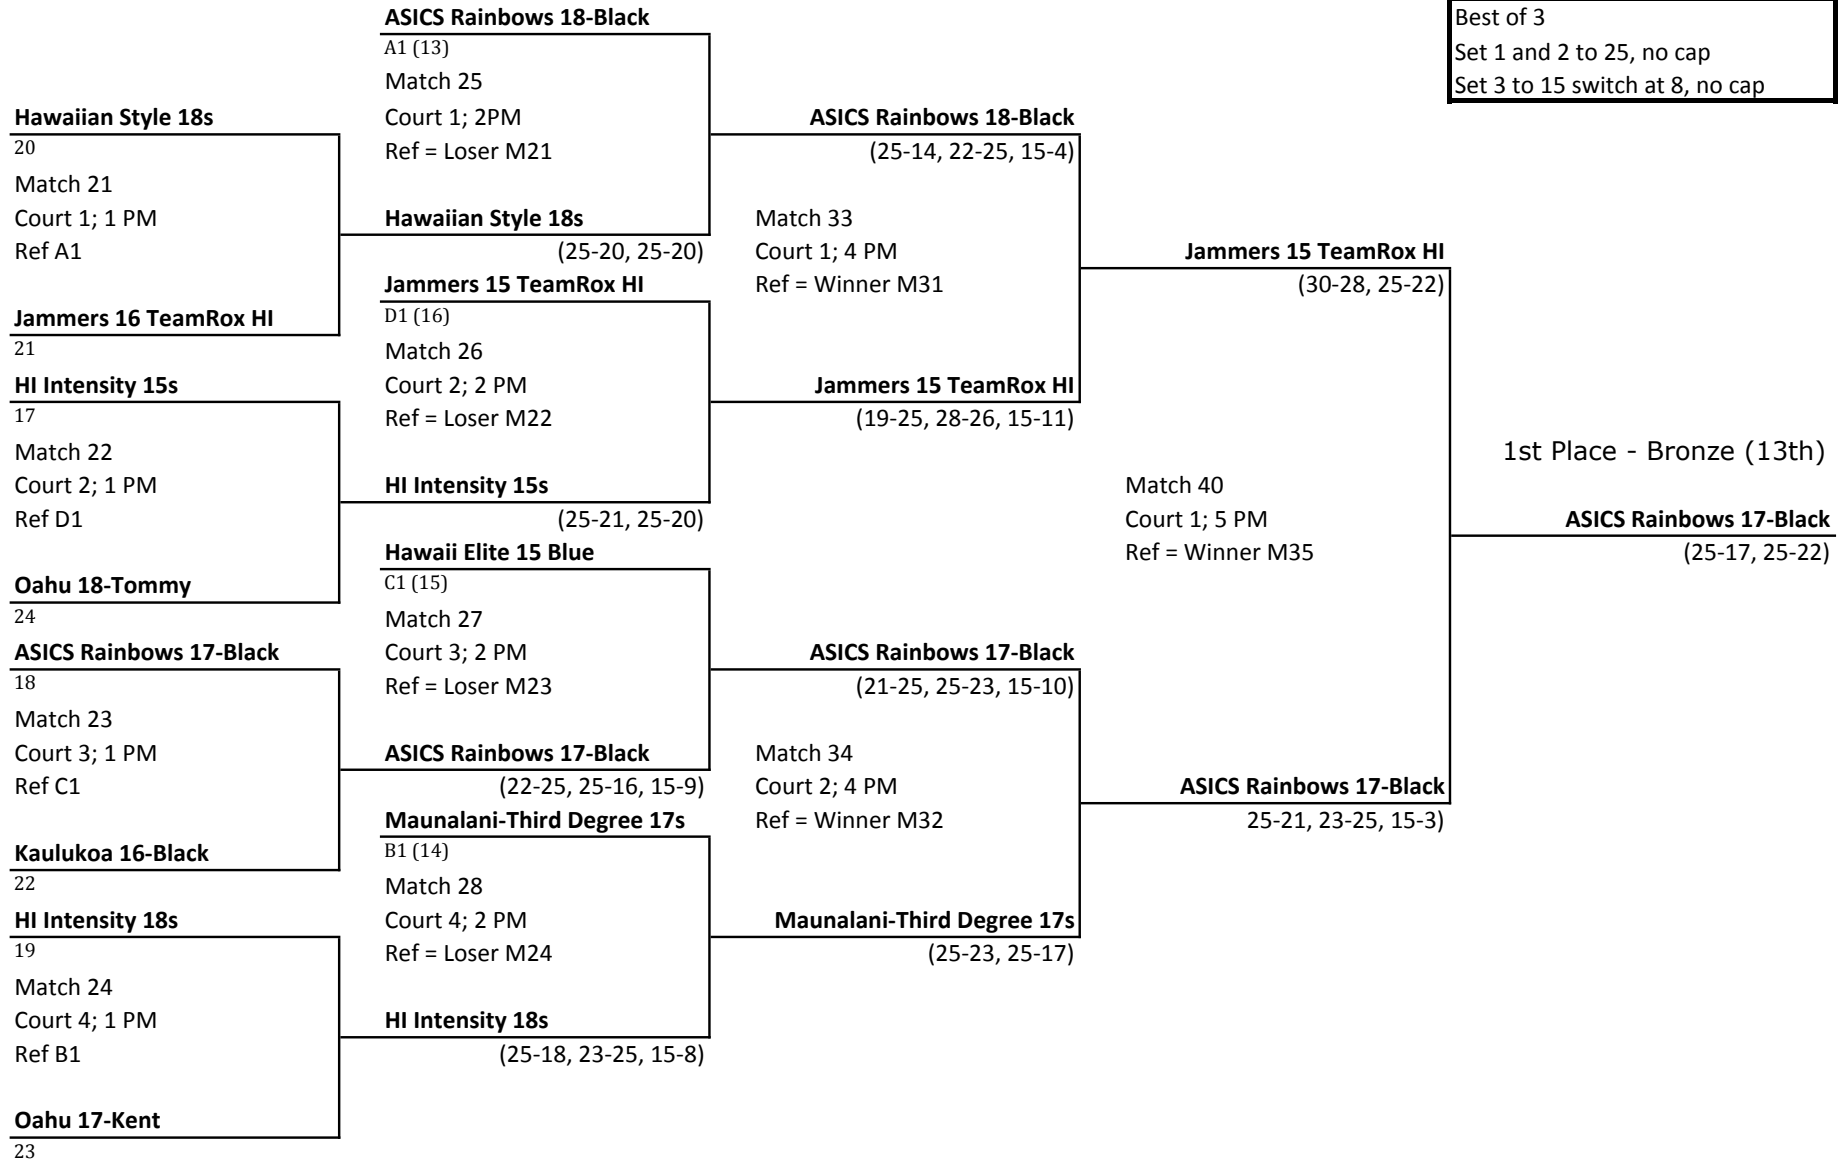 ASICS Rainbows 18-Black
A1 (13)
Match 25
Court 1; 2PM
Ref = Loser M21
Best of 3
Set 1 and 2 to 25, no cap
Set 3 to 15 switch at 8, no cap
Hawaiian Style 18s
20
Match 21
Court 1; 1 PM
Ref A1
Jammers 16 TeamRox HI
21
Hawaiian Style 18s
(25-20, 25-20)
ASICS Rainbows 18-Black
(25-14, 22-25, 15-4)
Match 33
Court 1; 4 PM
Ref = Winner M31
Jammers 15 TeamRox HI
D1 (16)
Match 26
Court 2; 2 PM
Ref = Loser M22
Jammers 15 TeamRox HI
(30-28, 25-22)
HI Intensity 15s
17
Match 22
Court 2; 1 PM
Ref D1
Oahu 18-Tommy
24
HI Intensity 15s
(25-21, 25-20)
Jammers 15 TeamRox HI
(19-25, 28-26, 15-11)
Match 40
Court 1; 5 PM
Ref = Winner M35
1st Place - Bronze (13th)
ASICS Rainbows 17-Black
(25-17, 25-22)
Hawaii Elite 15 Blue
C1 (15)
Match 27
Court 3; 2 PM
Ref = Loser M23
ASICS Rainbows 17-Black
18
Match 23
Court 3; 1 PM
Ref C1
Kaulukoa 16-Black
22
ASICS Rainbows 17-Black
(22-25, 25-16, 15-9)
ASICS Rainbows 17-Black
(21-25, 25-23, 15-10)
Match 34
Court 2; 4 PM
Ref = Winner M32
ASICS Rainbows 17-Black
25-21, 23-25, 15-3)
Maunalani-Third Degree 17s
B1 (14)
Match 28
Court 4; 2 PM
Ref = Loser M24
HI Intensity 18s
19
Match 24
Court 4; 1 PM
Ref B1
Oahu 17-Kent
23
HI Intensity 18s
(25-18, 23-25, 15-8)
Maunalani-Third Degree 17s
(25-23, 25-17)